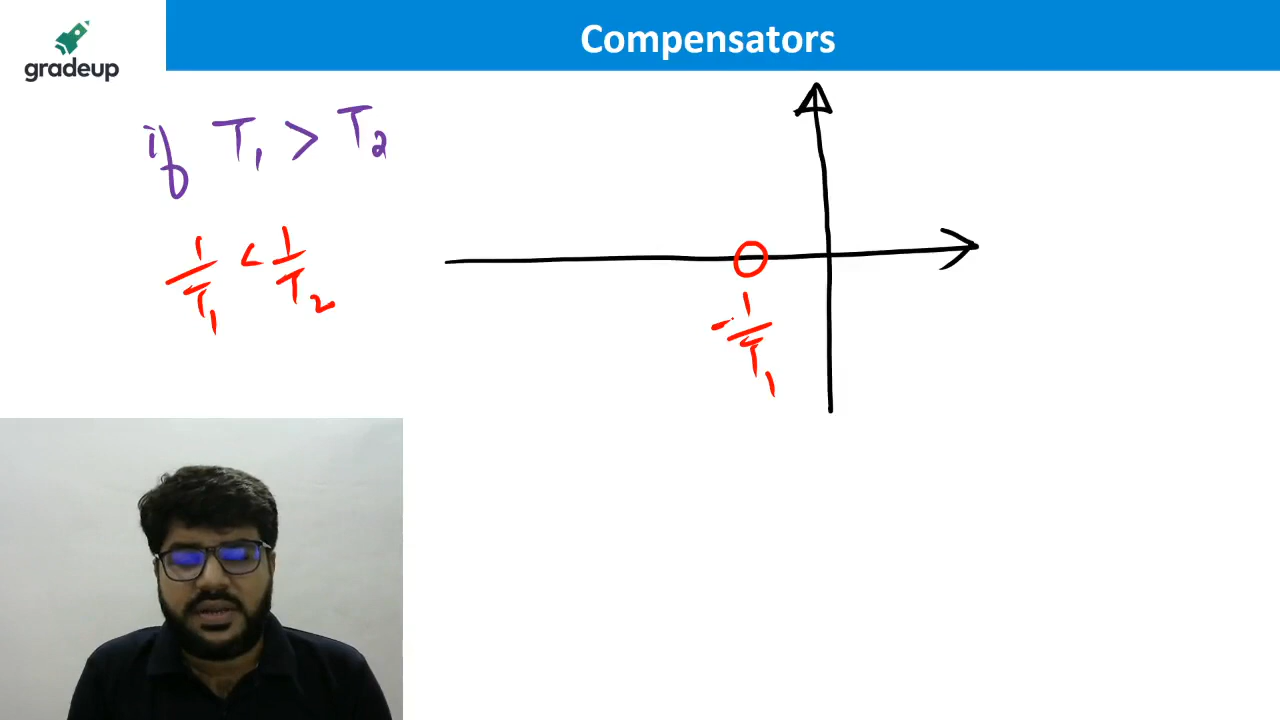 gradeup
Compensators
if T₁ > T₂
1/T₁ < 1/T₂
-1/T₁